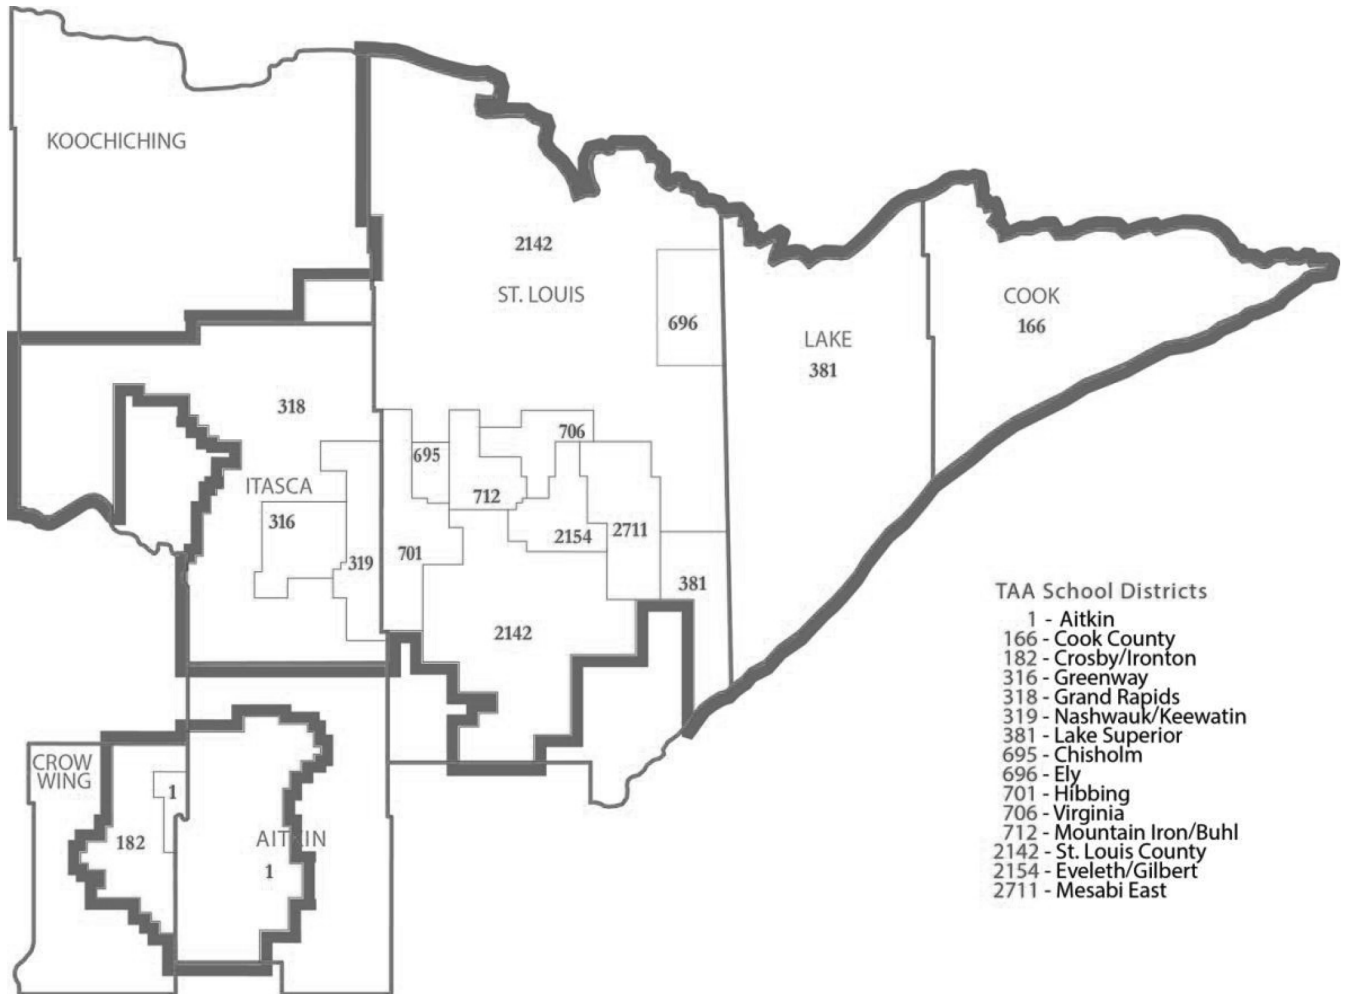 KOOCHICHING
2142
ST. LOUIS
696
COOK
166
LAKE
381
318
706
695
ITASCA
712
316
2154
2711
701
319
381
2142
CROW
WING
1
182
AITKIN
1
TAA School Districts
1 - Aitkin
166 - Cook County
182 - Crosby/Ironton
316 - Greenway
318 - Grand Rapids
319 - Nashwauk/Keewatin
381 - Lake Superior
695 - Chisholm
696 - Ely
701 - Hibbing
706 - Virginia
712 - Mountain Iron/Buhl
2142 - St. Louis County
2154 - Eveleth/Gilbert
2711 - Mesabi East